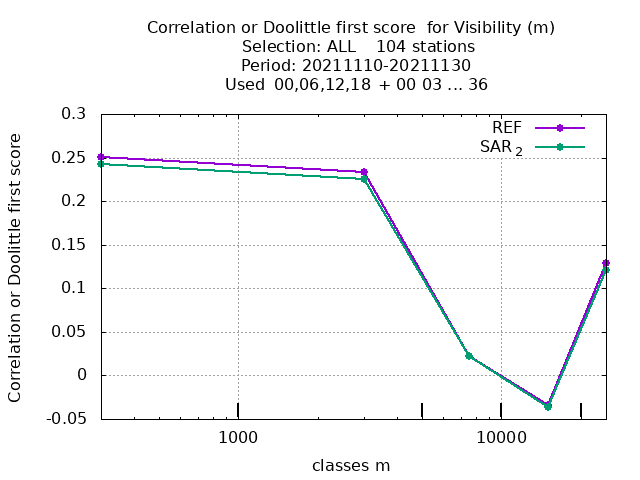 Correlation or Doolittle first score  for Visibility (m)
Selection: ALL    104 stations
Period: 20211110-20211130
Used  00,06,12,18 + 00 03 ... 36
0.3
0.25
0.2
0.15
0.1
0.05
0
-0.05
Correlation or Doolittle first score
REF
SAR 2
1000
10000
classes m